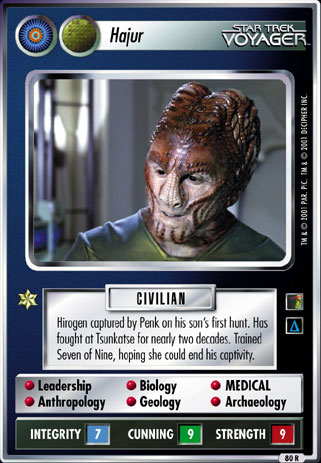 Hajur
STAR TREK
VOYAGER
TM & © 2001 PAR. PIC. TM & © 2001 DECIPHER INC.
CIVILIAN
Hirogen captured by Penk on his son's first hunt. Has
fought at Tsunkatse for nearly two decades. Trained
Seven of Nine, hoping she could end his captivity.
Leadership Biology MEDICAL
Anthropology Geology Archaeology
INTEGRITY 7 CUNNING 9 STRENGTH 9
80 R